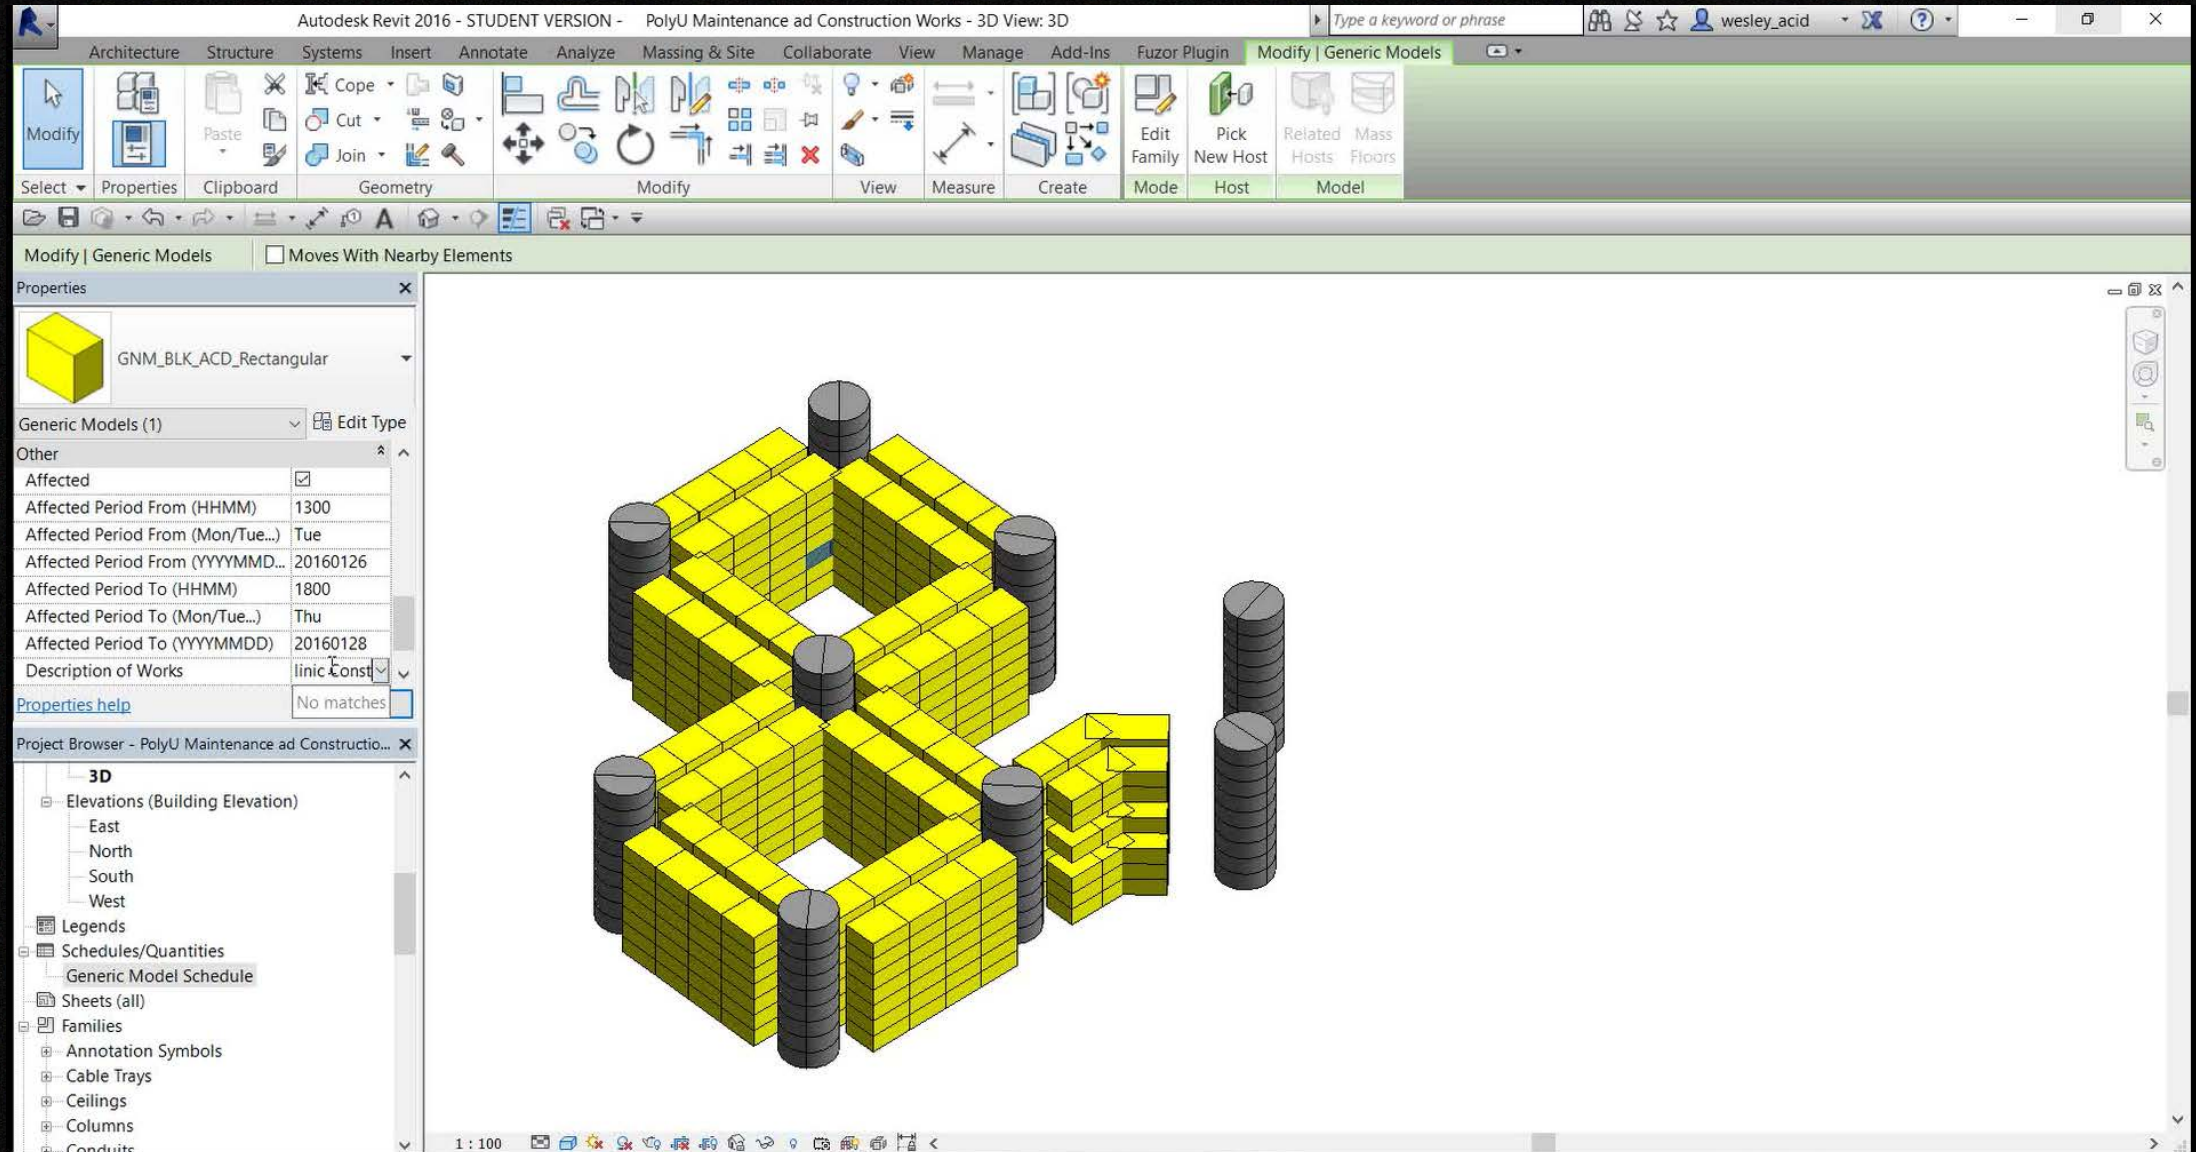 Autodesk Revit 2016 - STUDENT VERSION - PolyU Maintenance ad Construction Works - 3D View: 3D
Type a keyword or phrase
wesley_acid
Architecture Structure Systems Insert Annotate Analyze Massing & Site Collaborate View Manage Add-Ins Fuzor Plugin Modify | Generic Models
Modify
Paste
Cope
Cut
Join
Edit Family
Pick New Host
Related Hosts
Mass Floors
Select Properties Clipboard Geometry Modify View Measure Create Mode Host Model
Modify | Generic Models Moves With Nearby Elements
Properties
GNM_BLK_ACD_Rectangular
Generic Models (1) Edit Type
Other
Affected
Affected Period From (HHMM) 1300
Affected Period From (Mon/Tue...) Tue
Affected Period From (YYYYMMD... 20160126
Affected Period To (HHMM) 1800
Affected Period To (Mon/Tue...) Thu
Affected Period To (YYYYMMDD) 20160128
Description of Works linic Const
Properties help No matches
Project Browser - PolyU Maintenance ad Constructio...
3D
Elevations (Building Elevation)
East
North
South
West
Legends
Schedules/Quantities
Generic Model Schedule
Sheets (all)
Families
Annotation Symbols
Cable Trays
Ceilings
Columns
Conduits
1 : 100